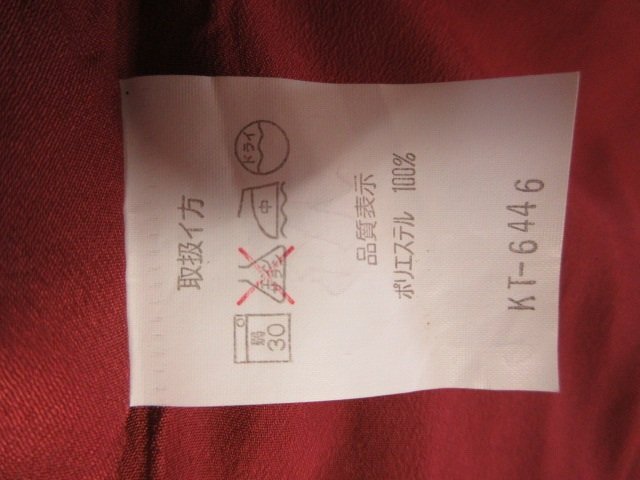 取扱イ方
弱
30
エンソ
サラシ
中
ドライ
品質表示
ポリエステル 100%
KT-6446